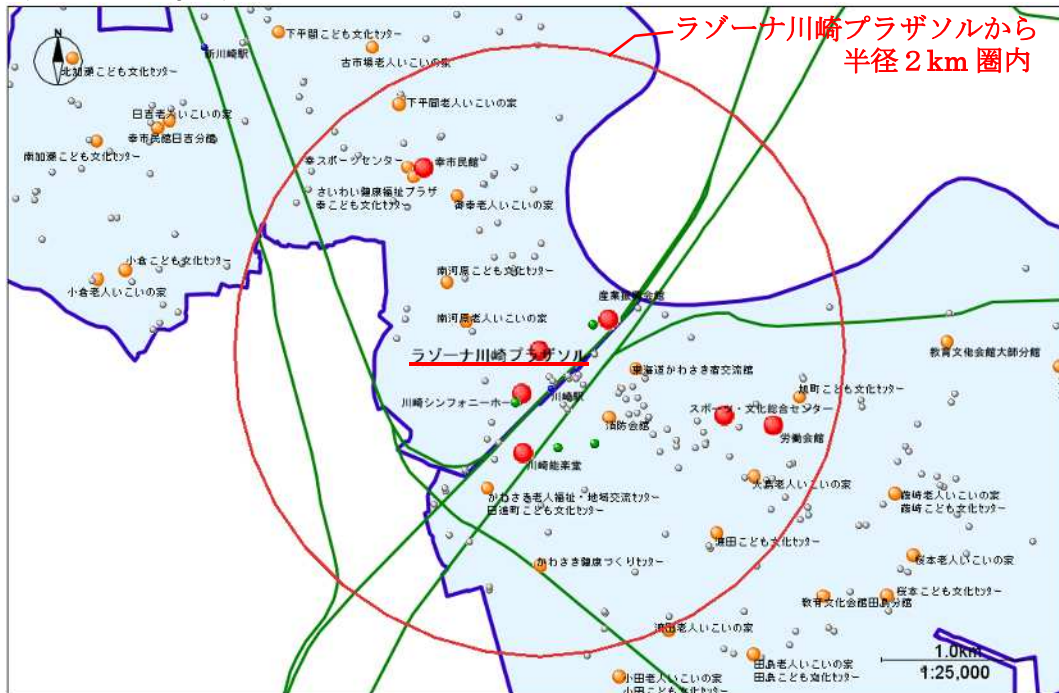 ラゾーナ川崎プラザソルから
半径2km 圏内
N
下平間こども文化センター
新川崎駅
古市場老人いこいの家
北加瀬こども文化センター
下平間老人いこいの家
日吉老人いこいの家
幸市民館日吉分館
南加瀬こども文化センター
幸スポーツセンター
幸市民館
さいわい健康福祉プラザ
幸こども文化センター
御幸老人いこいの家
小倉こども文化センター
小倉老人いこいの家
南河原こども文化センター
産業振興会館
南河原老人いこいの家
ラゾーナ川崎プラザソル
教育文化会館大師分館
東海道かわさき宿交流館
川崎駅
旭町こども文化センター
川崎シンフォニーホー
スポーツ・文化総合センター
消防会館
労働会館
川崎能楽堂
大島老人いこいの家
かわさき老人福祉・地域交流センター
日進町こども文化センター
藤崎老人いこいの家
藤崎こども文化センター
渡田こども文化センター
かわさき健康づくりセンター
桜本老人いこいの家
桜本こども文化センター
教育文化会館田島分館
渡田老人いこいの家
田島老人いこいの家
田島こども文化センター
小田老人いこいの家
小田こども文化センター
1.0km
1:25,000